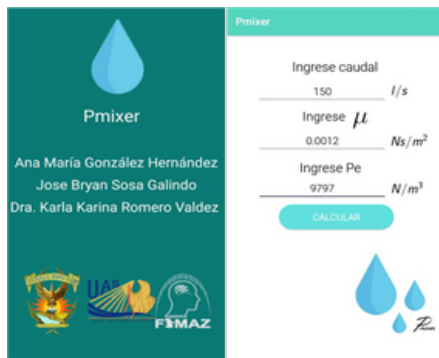 Pmixer
Ana María González Hernández
Jose Bryan Sosa Galindo
Dra. Karla Karina Romero Valdez
UAS
FIMAZ
Pmixer
Ingrese caudal
150 l/s
Ingrese μ
0.0012 Ns/m²
Ingrese Pe
9797 N/m³
CALCULAR